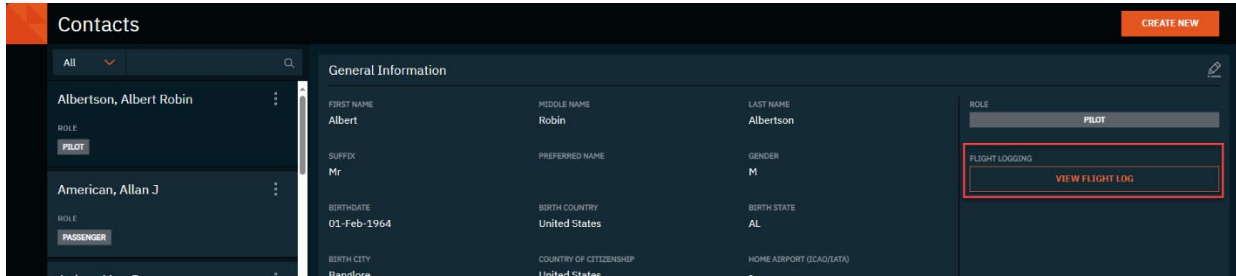 Contacts
CREATE NEW
All
Albertson, Albert Robin
ROLE
PILOT
American, Allan J
ROLE
PASSENGER
General Information
FIRST NAME MIDDLE NAME LAST NAME
Albert Robin Albertson
SUFFIX PREFERRED NAME GENDER
Mr M
BIRTHDATE BIRTH COUNTRY BIRTH STATE
01-Feb-1964 United States AL
BIRTH CITY COUNTRY OF CITIZENSHIP HOME AIRPORT (ICAO/IATA)
Banglore United States -
ROLE
PILOT
FLIGHT LOGGING
VIEW FLIGHT LOG